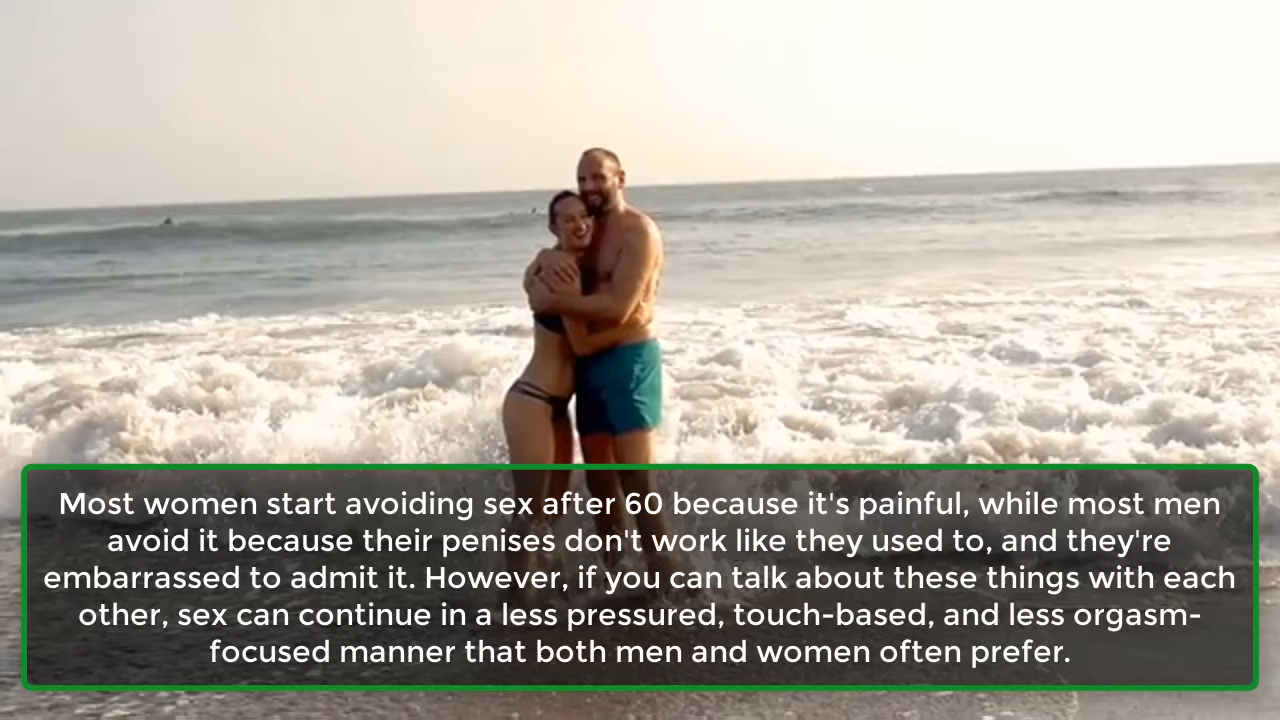 Most women start avoiding sex after 60 because it's painful, while most men
avoid it because their penises don't work like they used to, and they're
embarrassed to admit it. However, if you can talk about these things with each
other, sex can continue in a less pressured, touch-based, and less orgasm-
focused manner that both men and women often prefer.